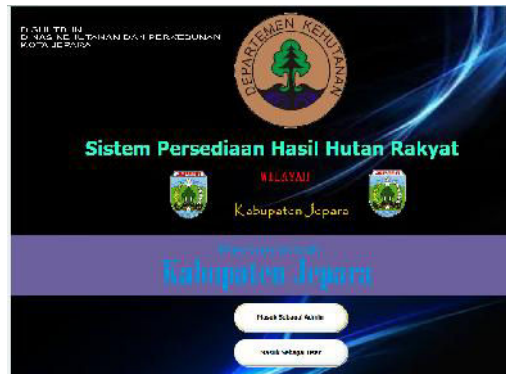 DINAS KEHUTANAN DAN PERKEBUNAN
KOTA JEPARA
DEPARTEMEN KEHUTANAN
Sistem Persediaan Hasil Hutan Rakyat
WILAYAH
Kabupaten Jepara
Kabupaten Jepara
Masuk Sebagai Admin
Masuk Sebagai User